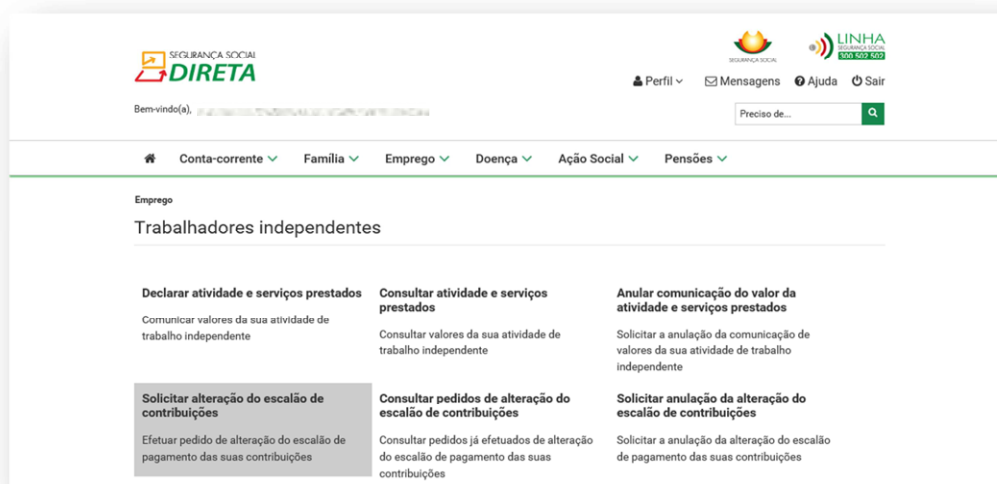 SEGURANÇA SOCIAL
DIRETA
SEGURANÇA SOCIAL
LINHA
SEGURANÇA SOCIAL
300 502 502
Perfil
Mensagens
Ajuda
Sair
Bem-vindo(a),
Preciso de...
Conta-corrente
Família
Emprego
Doença
Ação Social
Pensões
Emprego
Trabalhadores independentes
Declarar atividade e serviços prestados
Comunicar valores da sua atividade de
trabalho independente
Consultar atividade e serviços
prestados
Consultar valores da sua atividade de
trabalho independente
Anular comunicação do valor da
atividade e serviços prestados
Solicitar a anulação da comunicação de
valores da sua atividade de trabalho
independente
Solicitar alteração do escalão de
contribuições
Efetuar pedido de alteração do escalão de
pagamento das suas contribuições
Consultar pedidos de alteração do
escalão de contribuições
Consultar pedidos já efetuados de alteração
do escalão de pagamento das suas
contribuições
Solicitar anulação da alteração do
escalão de contribuições
Solicitar a anulação da alteração do escalão
de pagamento das suas contribuições